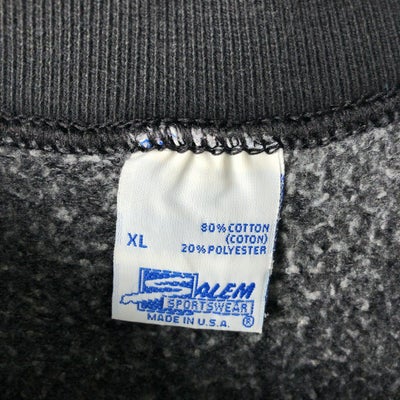 XL
80% COTTON
(COTON)
20% POLYESTER
SALEM
SPORTSWEAR
MADE IN U.S.A. ®